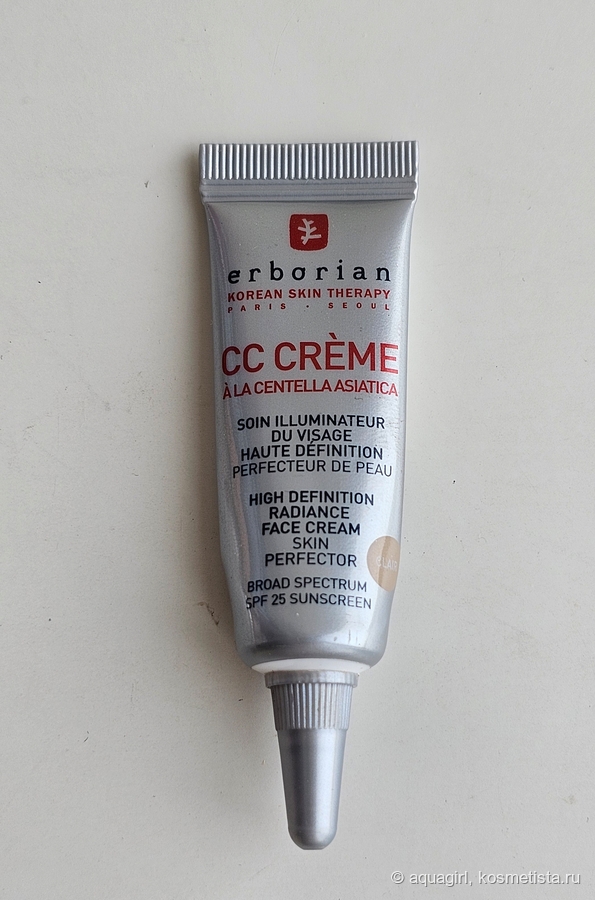 erborian
KOREAN SKIN THERAPY
PARIS · SEOUL
CC CRÈME
À LA CENTELLA ASIATICA
SOIN ILLUMINATEUR
DU VISAGE
HAUTE DÉFINITION
PERFECTEUR DE PEAU
HIGH DEFINITION
RADIANCE
FACE CREAM
SKIN
PERFECTOR
BROAD SPECTRUM
SPF 25 SUNSCREEN
© aquagirl, kosmetista.ru